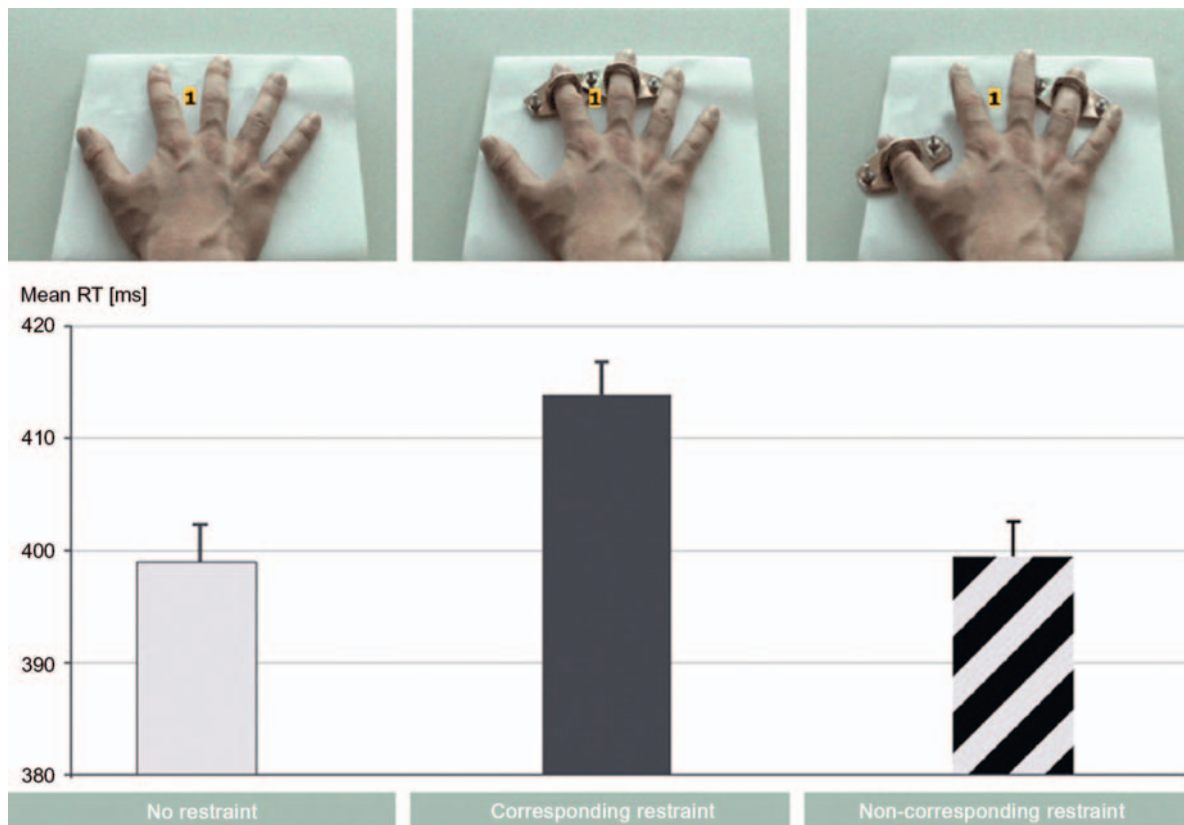 1
1
1
Mean RT [ms]
420
410
400
390
380
No restraint
Corresponding restraint
Non-corresponding restraint